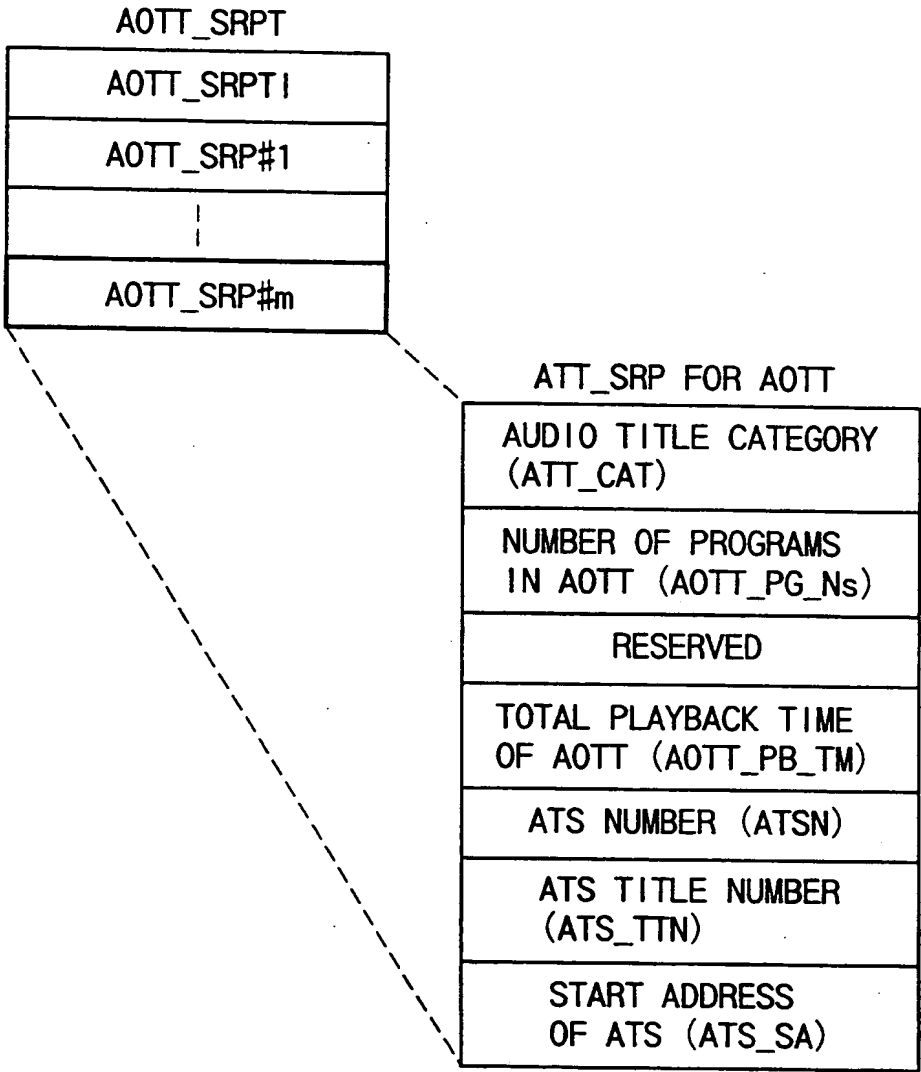 AOTT_SRPT
AOTT_SRPTI
AOTT_SRP#1
AOTT_SRP#m
ATT_SRP FOR AOTT
AUDIO TITLE CATEGORY
(ATT_CAT)
NUMBER OF PROGRAMS
IN AOTT (AOTT_PG_Ns)
RESERVED
TOTAL PLAYBACK TIME
OF AOTT (AOTT_PB_TM)
ATS NUMBER (ATSN)
ATS TITLE NUMBER
(ATS_TTN)
START ADDRESS
OF ATS (ATS_SA)